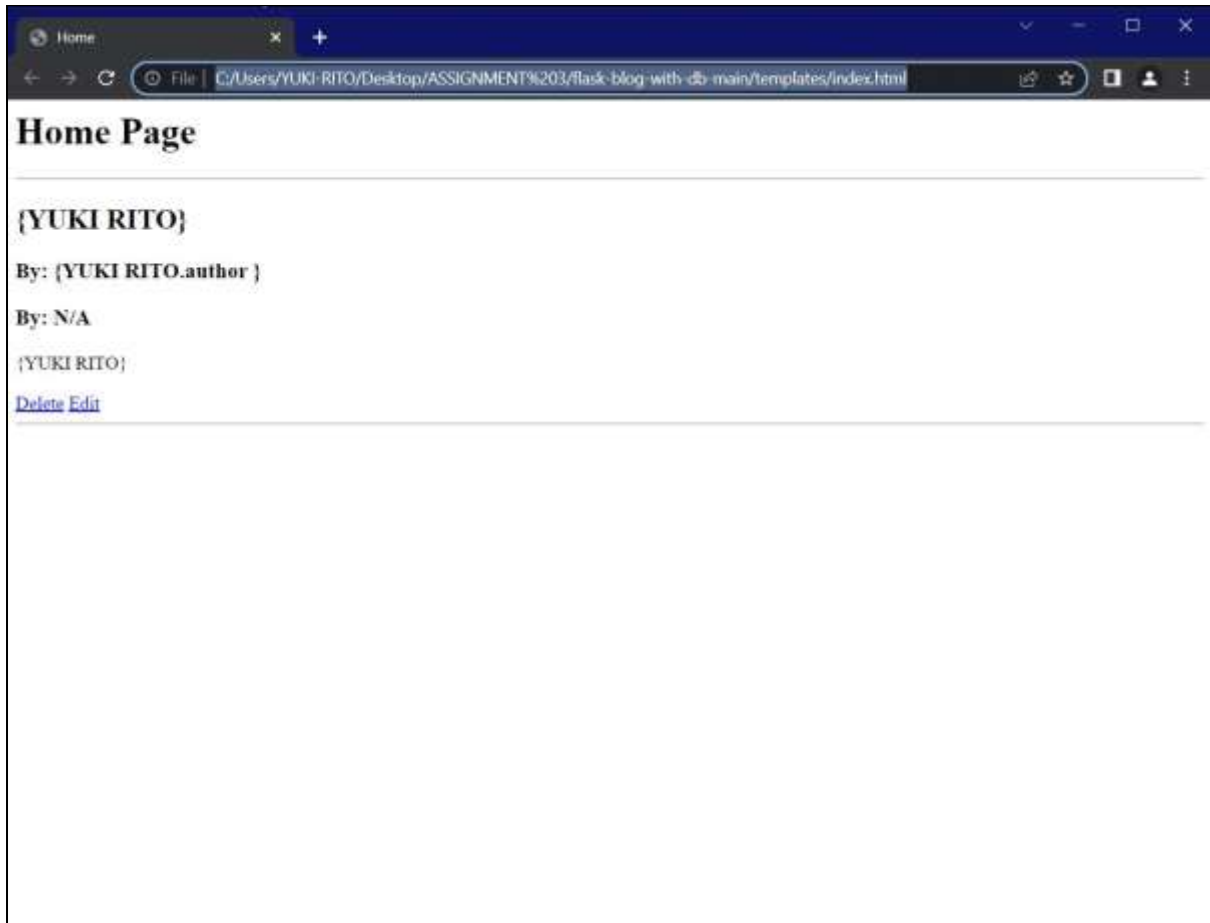 Home
File | C:/Users/YUKI-RITO/Desktop/ASSIGNMENT%203/flask-blog-with-db-main/templates/index.html
Home Page
{YUKI RITO}
By: {YUKI RITO.author }
By: N/A
{YUKI RITO}
Delete Edit